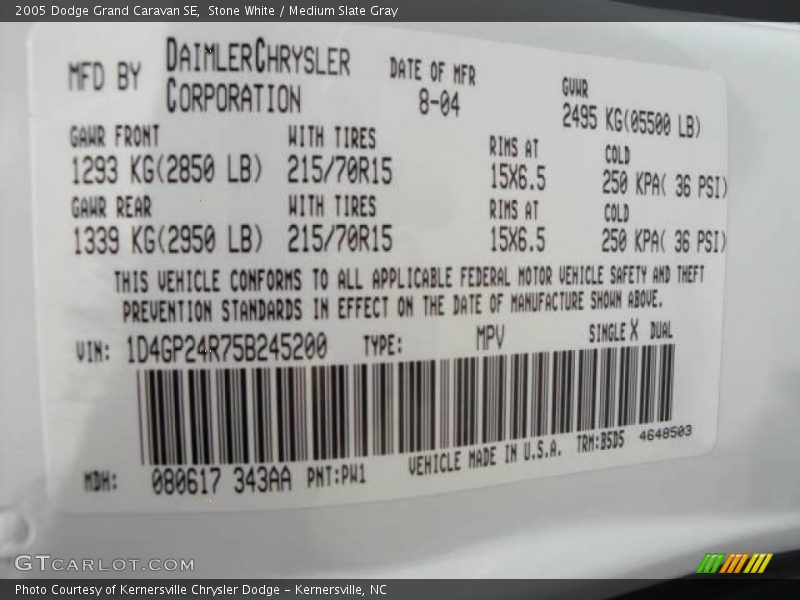 2005 Dodge Grand Caravan SE, Stone White / Medium Slate Gray
MFD BY DAIMLERCHRYSLER CORPORATION
DATE OF MFR 8-04
GVWR 2495 KG(05500 LB)
GAWR FRONT WITH TIRES RIMS AT COLD
1293 KG(2850 LB) 215/70R15 15X6.5 250 KPA( 36 PSI)
GAWR REAR WITH TIRES RIMS AT COLD
1339 KG(2950 LB) 215/70R15 15X6.5 250 KPA( 36 PSI)
THIS VEHICLE CONFORMS TO ALL APPLICABLE FEDERAL MOTOR VEHICLE SAFETY AND THEFT
PREVENTION STANDARDS IN EFFECT ON THE DATE OF MANUFACTURE SHOWN ABOVE.
VIN: 1D4GP24R75B245200 TYPE: MPV SINGLE X DUAL
MDH: 080617 343AA PNT:PW1 VEHICLE MADE IN U.S.A. TRM:B5D5 4648503
GTCARLOT.COM
Photo Courtesy of Kernersville Chrysler Dodge - Kernersville, NC